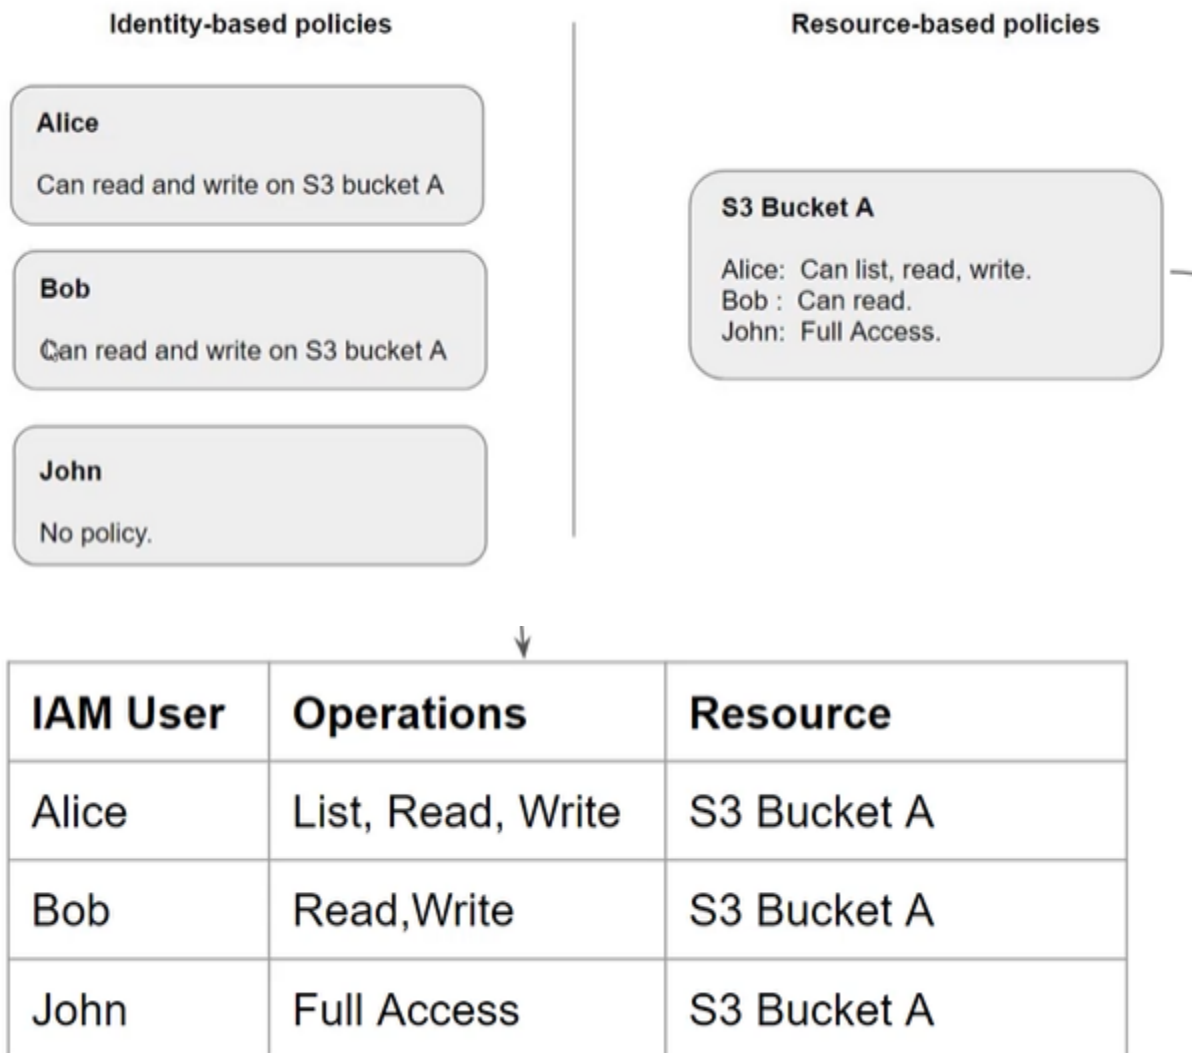 Identity-based policies
Resource-based policies
Alice
Can read and write on S3 bucket A
Bob
Can read and write on S3 bucket A
John
No policy.
S3 Bucket A
Alice: Can list, read, write.
Bob : Can read.
John: Full Access.
IAM User Operations Resource
Alice List, Read, Write S3 Bucket A
Bob Read,Write S3 Bucket A
John Full Access S3 Bucket A